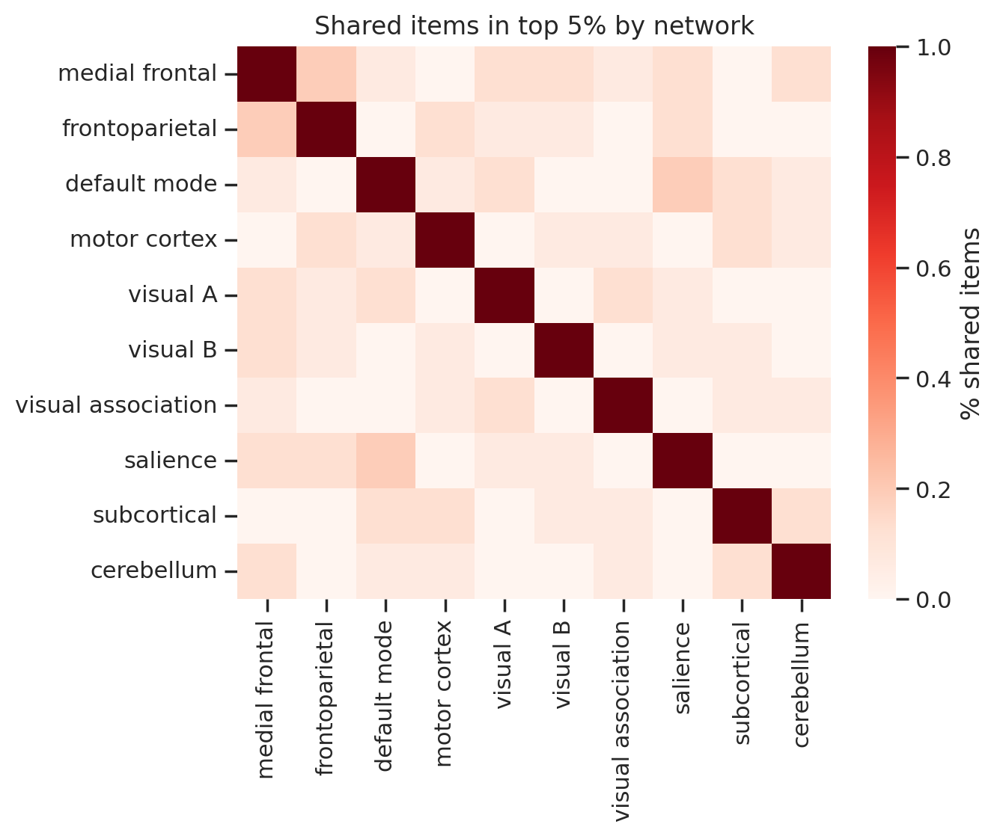 Shared items in top 5% by network
medial frontal
frontoparietal
default mode
motor cortex
visual A
visual B
visual association
salience
subcortical
cerebellum
medial frontal
frontoparietal
default mode
motor cortex
visual A
visual B
visual association
salience
subcortical
cerebellum
1.0
0.8
0.6
0.4
0.2
0.0
% shared items